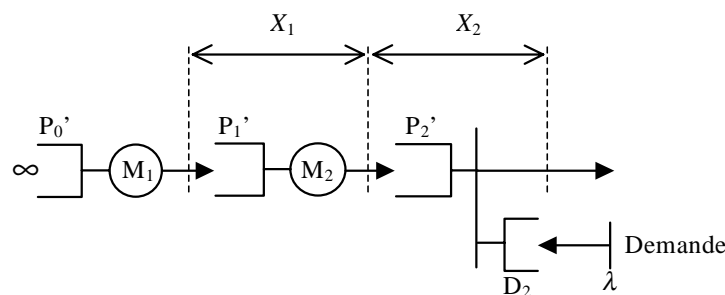 X₁ X₂
P₀' P₁' P₂'
∞ M₁ M₂
Demande
D₂ λ